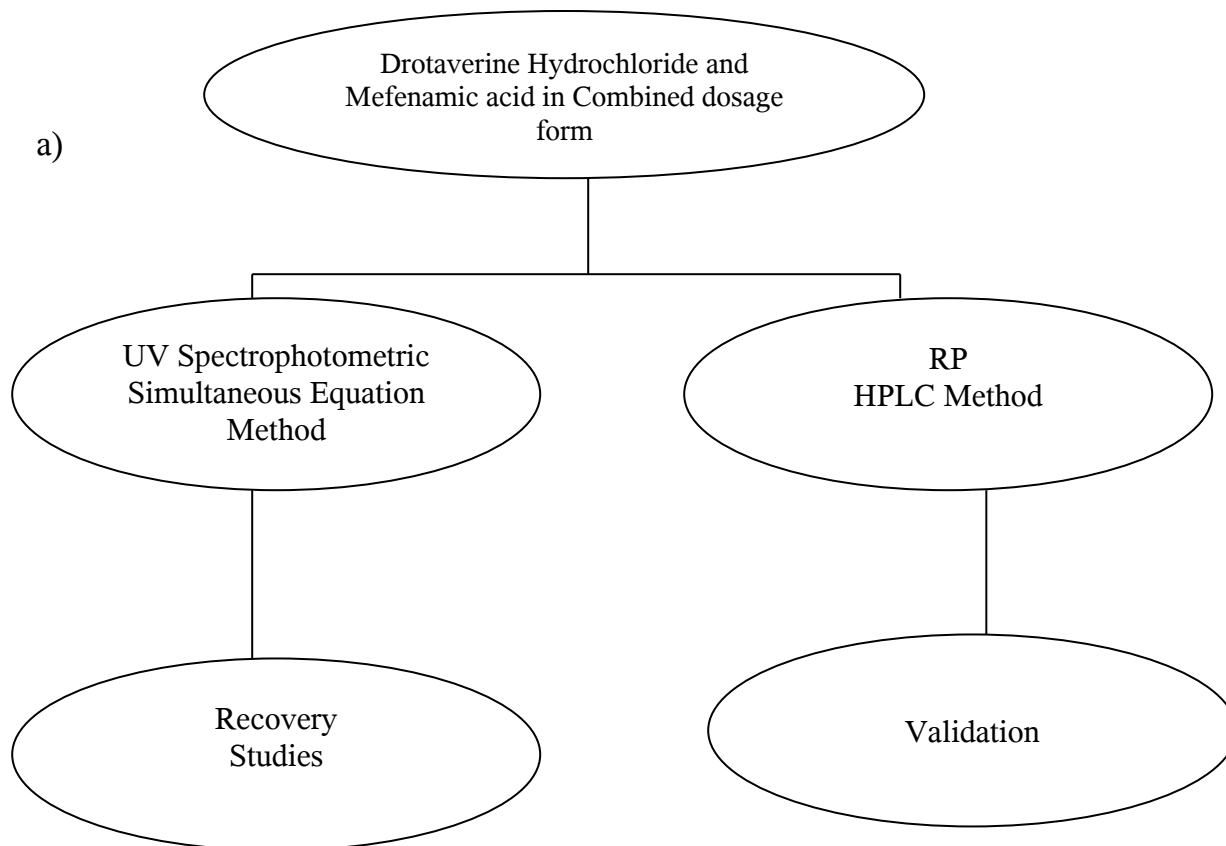 Drotaverine Hydrochloride and
Mefenamic acid in Combined dosage
form
a)
UV Spectrophotometric
Simultaneous Equation
Method
RP
HPLC Method
Recovery
Studies
Validation